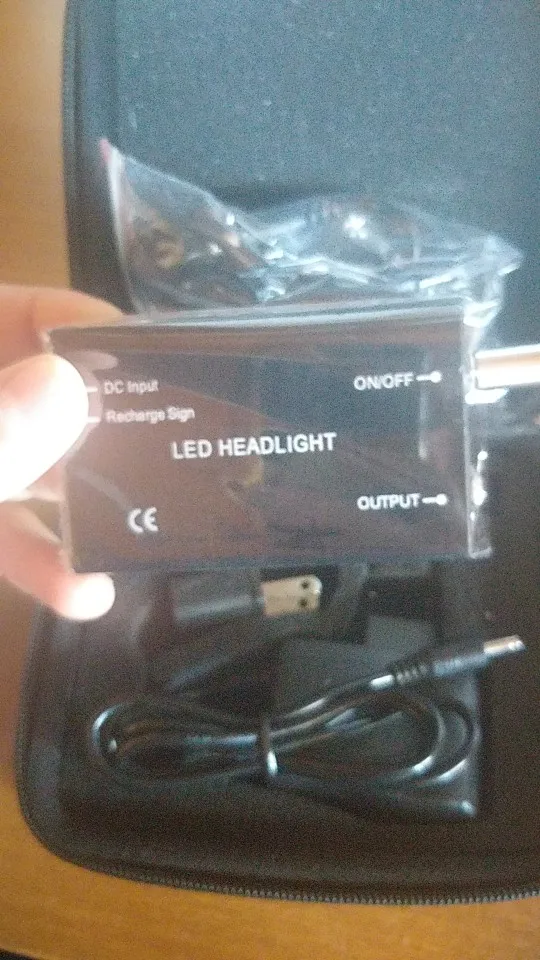 DC Input
ON/OFF
Recharge Sign
LED HEADLIGHT
OUTPUT
CE